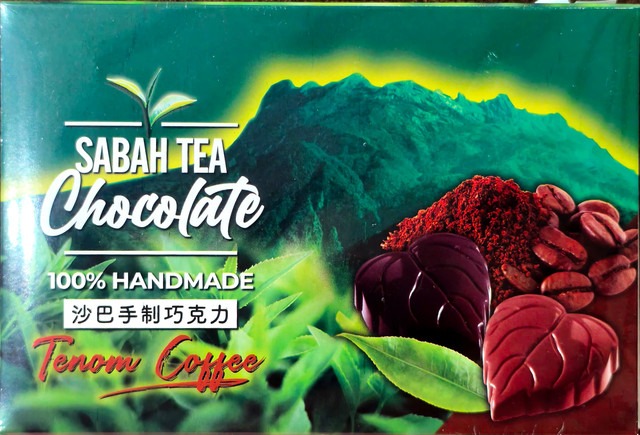 SABAH TEA
Chocolate
100% HANDMADE
沙巴手制巧克力
Tenom Coffee